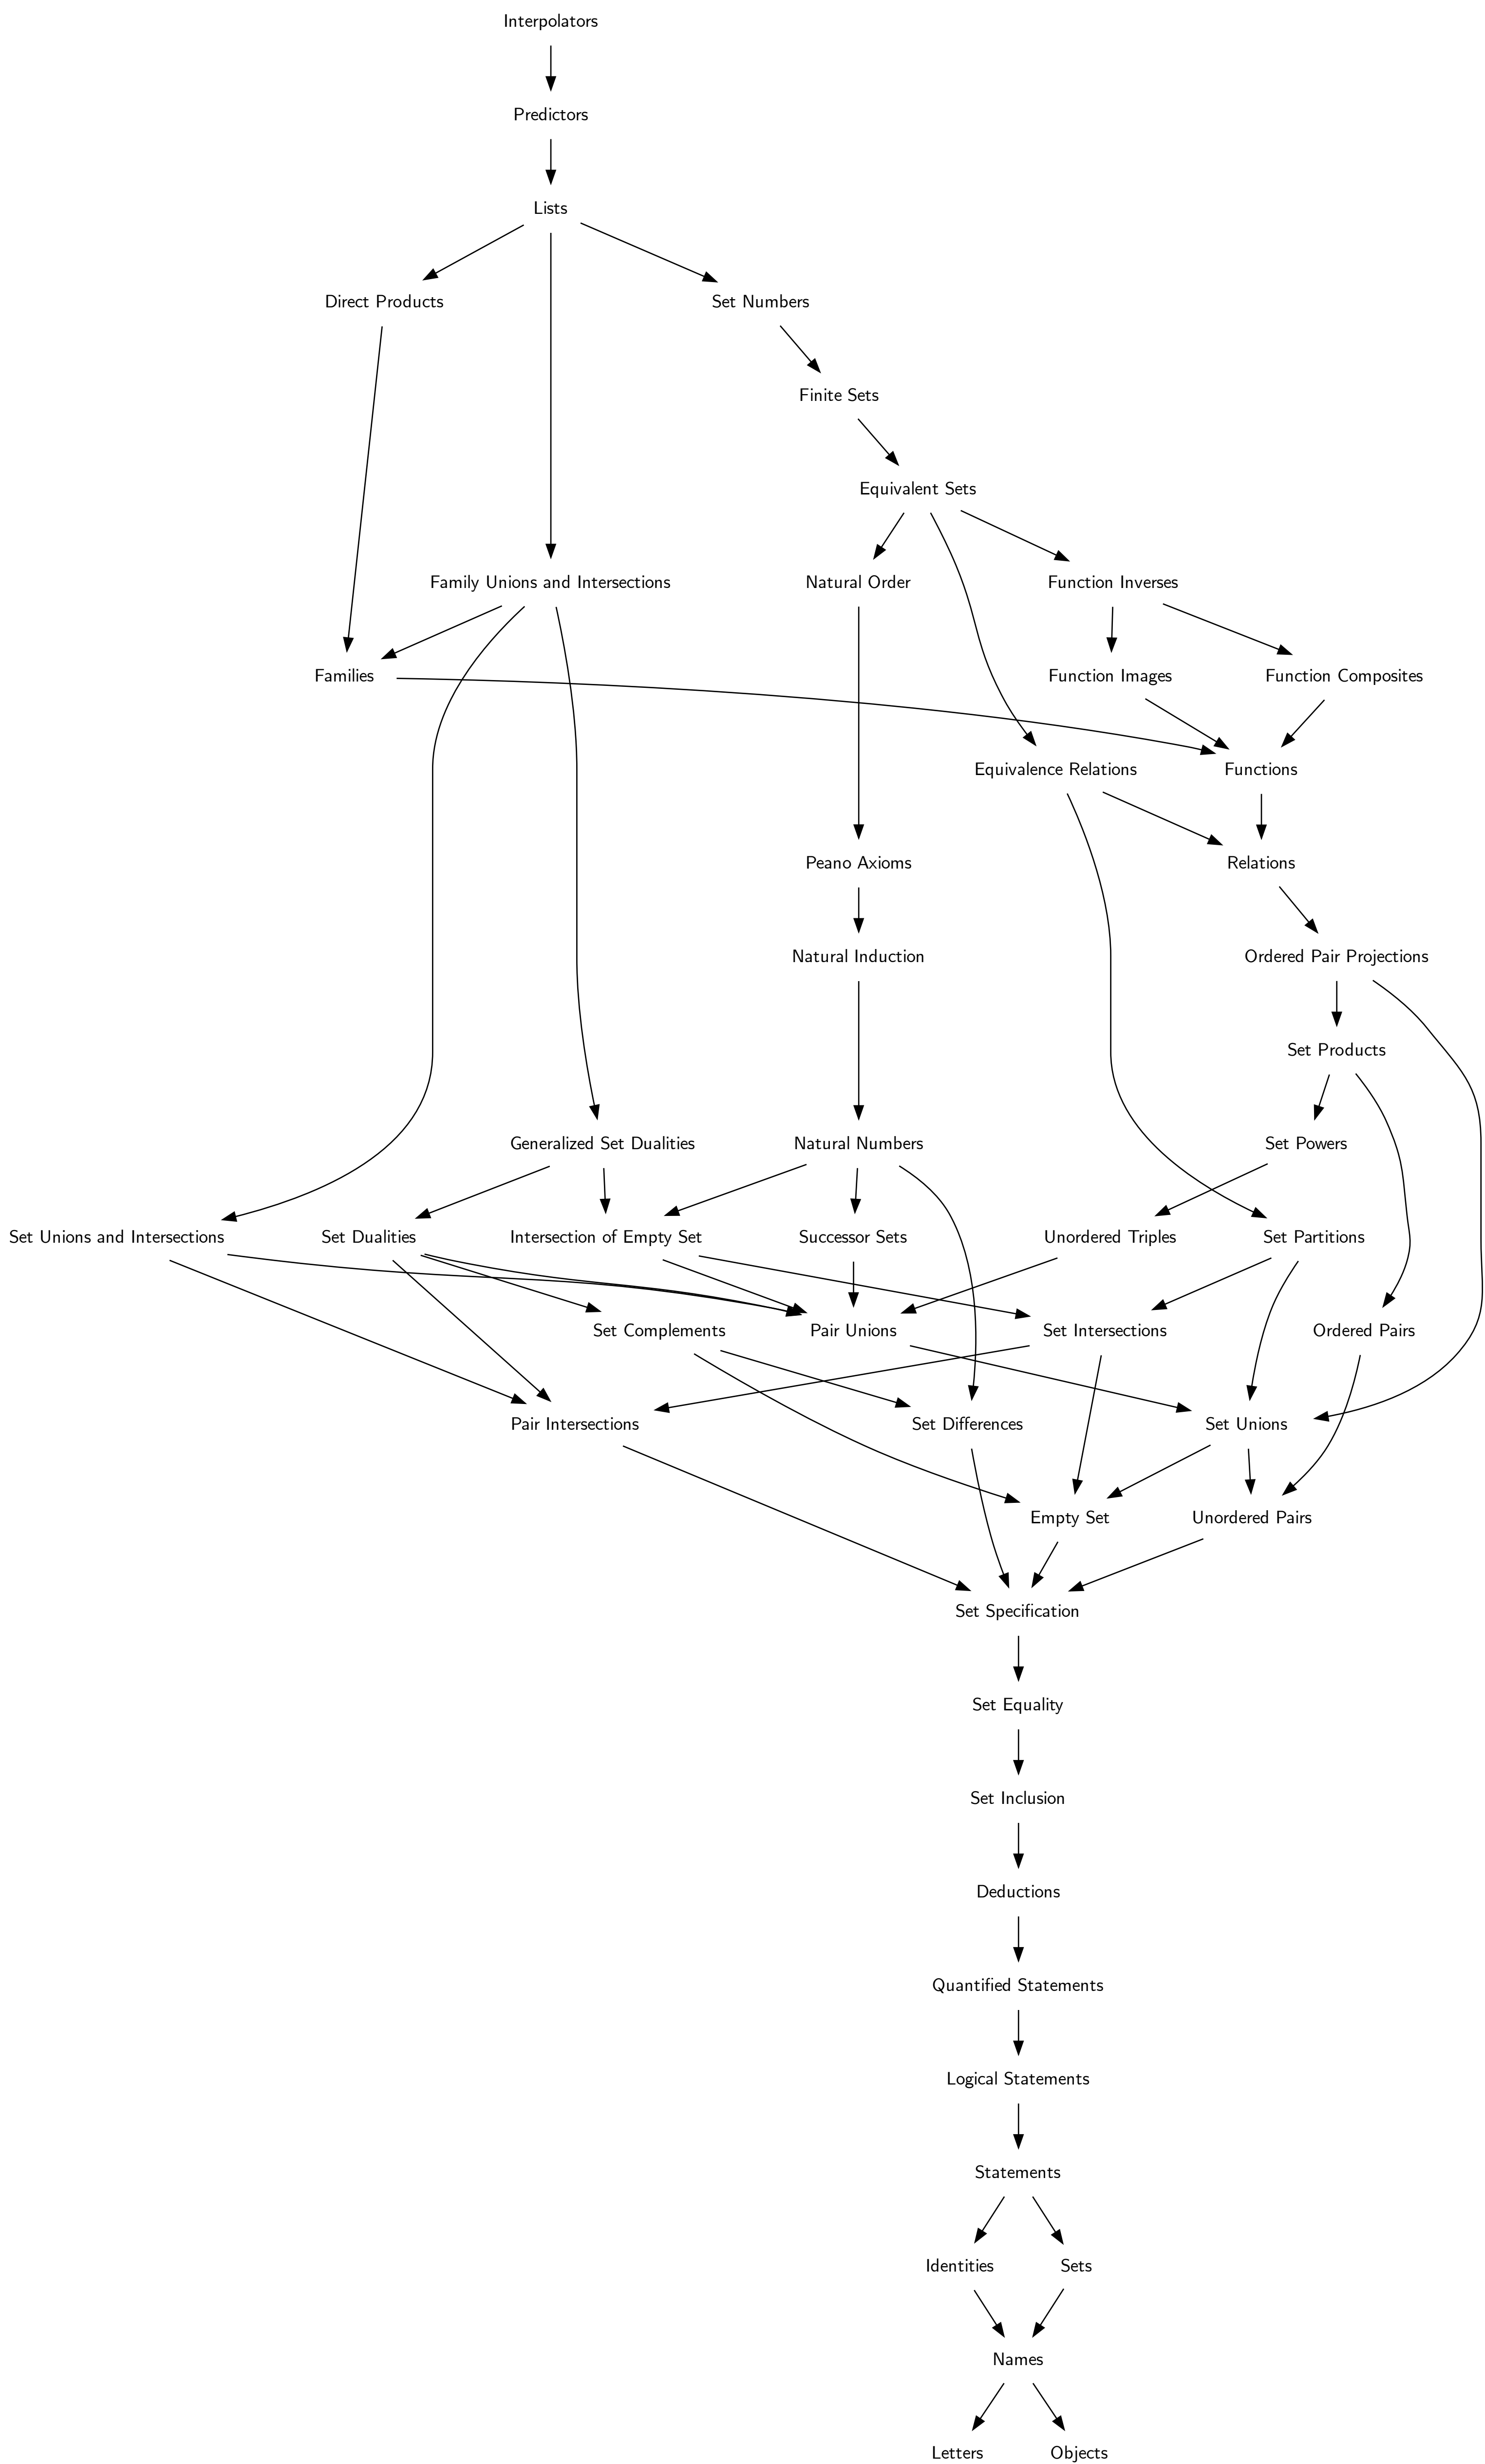 Interpolators
Predictors
Lists
Direct Products
Set Numbers
Finite Sets
Equivalent Sets
Family Unions and Intersections
Natural Order
Function Inverses
Families
Function Images
Function Composites
Equivalence Relations
Functions
Peano Axioms
Relations
Natural Induction
Ordered Pair Projections
Set Products
Generalized Set Dualities
Natural Numbers
Set Powers
Set Unions and Intersections
Set Dualities
Intersection of Empty Set
Successor Sets
Unordered Triples
Set Partitions
Set Complements
Pair Unions
Set Intersections
Ordered Pairs
Pair Intersections
Set Differences
Set Unions
Empty Set
Unordered Pairs
Set Specification
Set Equality
Set Inclusion
Deductions
Quantified Statements
Logical Statements
Statements
Identities
Sets
Names
Letters
Objects